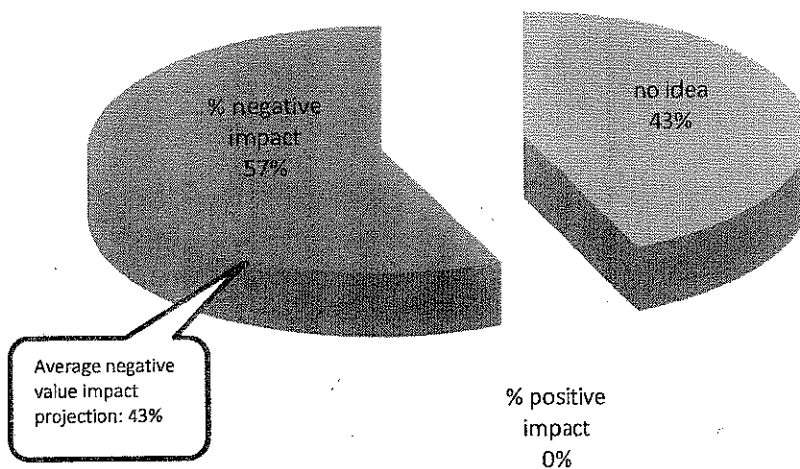 % negative
impact
57%
no idea
43%
Average negative
value impact
projection: 43%
% positive
impact
0%